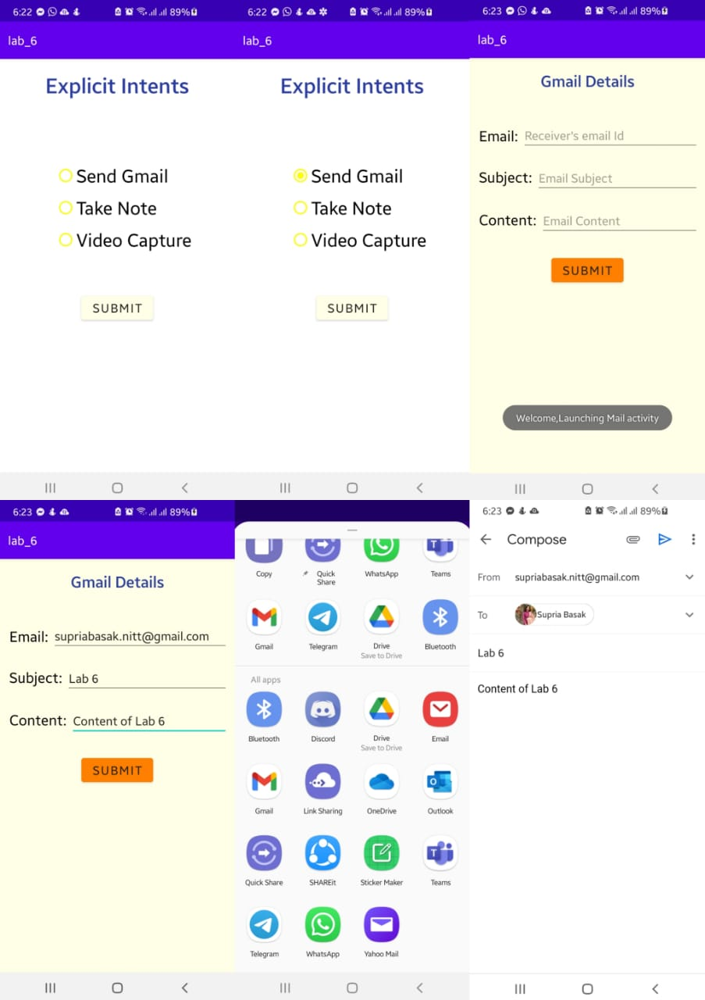 6:22 89%
lab_6
Explicit Intents
Send Gmail
Take Note
Video Capture
SUBMIT
6:22 89%
lab_6
Explicit Intents
Send Gmail
Take Note
Video Capture
SUBMIT
6:23 89%
lab_6
Gmail Details
Email: Receiver's email Id
Subject: Email Subject
Content: Email Content
SUBMIT
Welcome,Launching Mail activity
6:23 89%
lab_6
Gmail Details
Email: supriabasak.nitt@gmail.com
Subject: Lab 6
Content: Content of Lab 6
SUBMIT
Copy Quick Share WhatsApp Teams
Gmail Telegram Drive Bluetooth
Save to Drive
All apps
Bluetooth Discord Drive Email
Save to Drive
Gmail Link Sharing OneDrive Outlook
Quick Share SHAREit Sticker Maker Teams
Telegram WhatsApp Yahoo Mail
6:23 89%
Compose
From supriabasak.nitt@gmail.com
To Supria Basak
Lab 6
Content of Lab 6